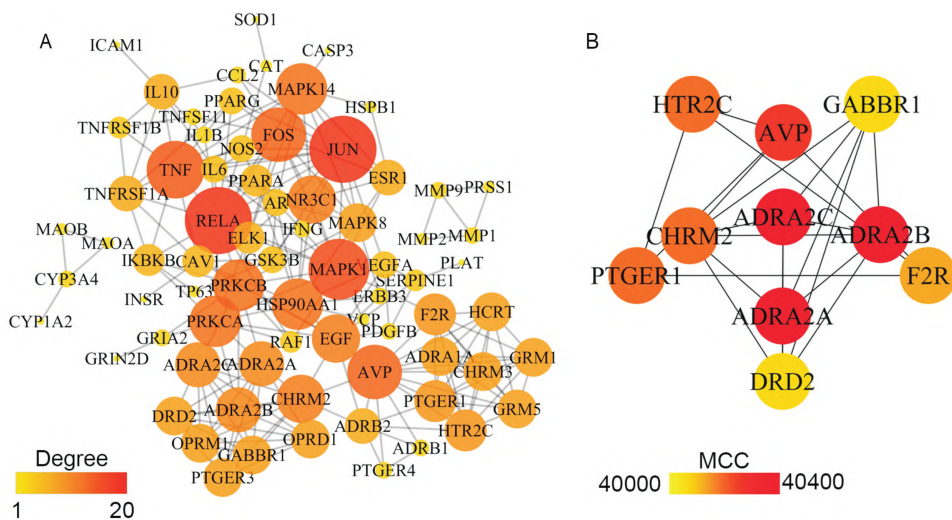 A
SOD1
ICAM1
CASP3
CAT
CCL2
IL10
PPARG
MAPK14
HSPB1
TNFSF11
TNFRSF1B
IL1B
FOS
NOS2
JUN
TNF
IL6
PPARA
ESR1
TNFRSF1A
NR3C1
AR
MMP9
PRSS1
RELA
MAPK8
IFNG
MAOB
ELK1
MMP2
MMP1
MAOA
IKBKB
CAV1
GSK3B
MAPK1
VEGFA
PLAT
CYP3A4
PRKCB
SERPINE1
INSR
TP63
HSP90AA1
ERBB3
CYP1A2
PRKCA
VCP
F2R
HCRT
GRIA2
RAF1
EGF
PDGFB
GRIN2D
ADRA2C
ADRA2A
ADRA1A
GRM1
AVP
CHRM3
CHRM2
PTGER1
DRD2
ADRA2B
GRM5
OPRM1
OPRD1
ADRB2
HTR2C
GABBR1
ADRB1
PTGER3
PTGER4
Degree
1
20
B
HTR2C
GABBR1
AVP
ADRA2C
CHRM2
ADRA2B
PTGER1
F2R
ADRA2A
DRD2
MCC
40000
40400